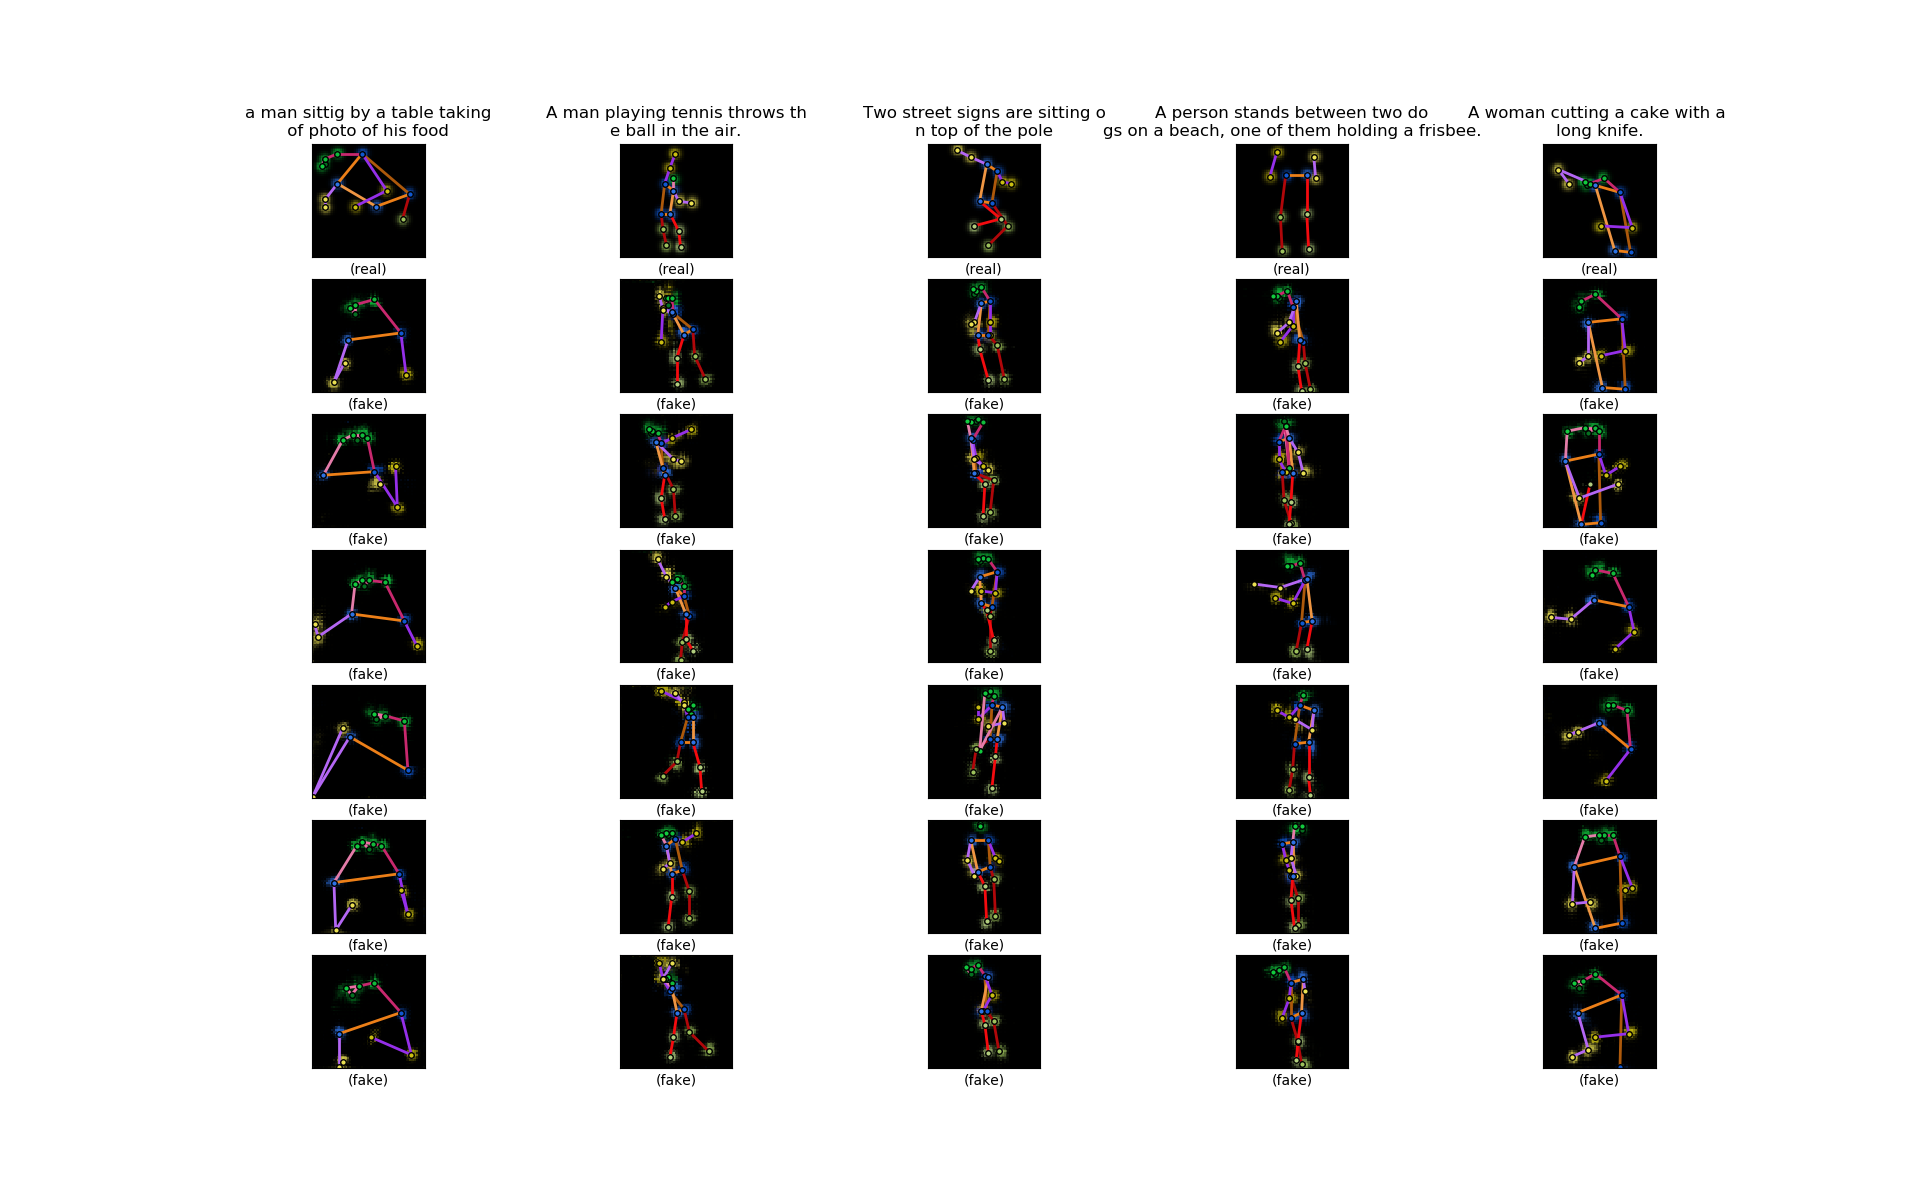 a man sittig by a table taking
of photo of his food
A man playing tennis throws th
e ball in the air.
Two street signs are sitting o
n top of the pole
A person stands between two do
gs on a beach, one of them holding a frisbee.
A woman cutting a cake with a
long knife.
(real) (real) (real) (real) (real)
(fake) (fake) (fake) (fake) (fake)
(fake) (fake) (fake) (fake) (fake)
(fake) (fake) (fake) (fake) (fake)
(fake) (fake) (fake) (fake) (fake)
(fake) (fake) (fake) (fake) (fake)
(fake) (fake) (fake) (fake) (fake)